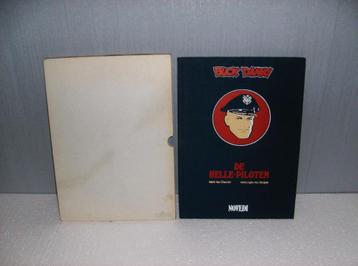 BUCK DANNY
DE
HELLE-PILOTEN
NOVEDI